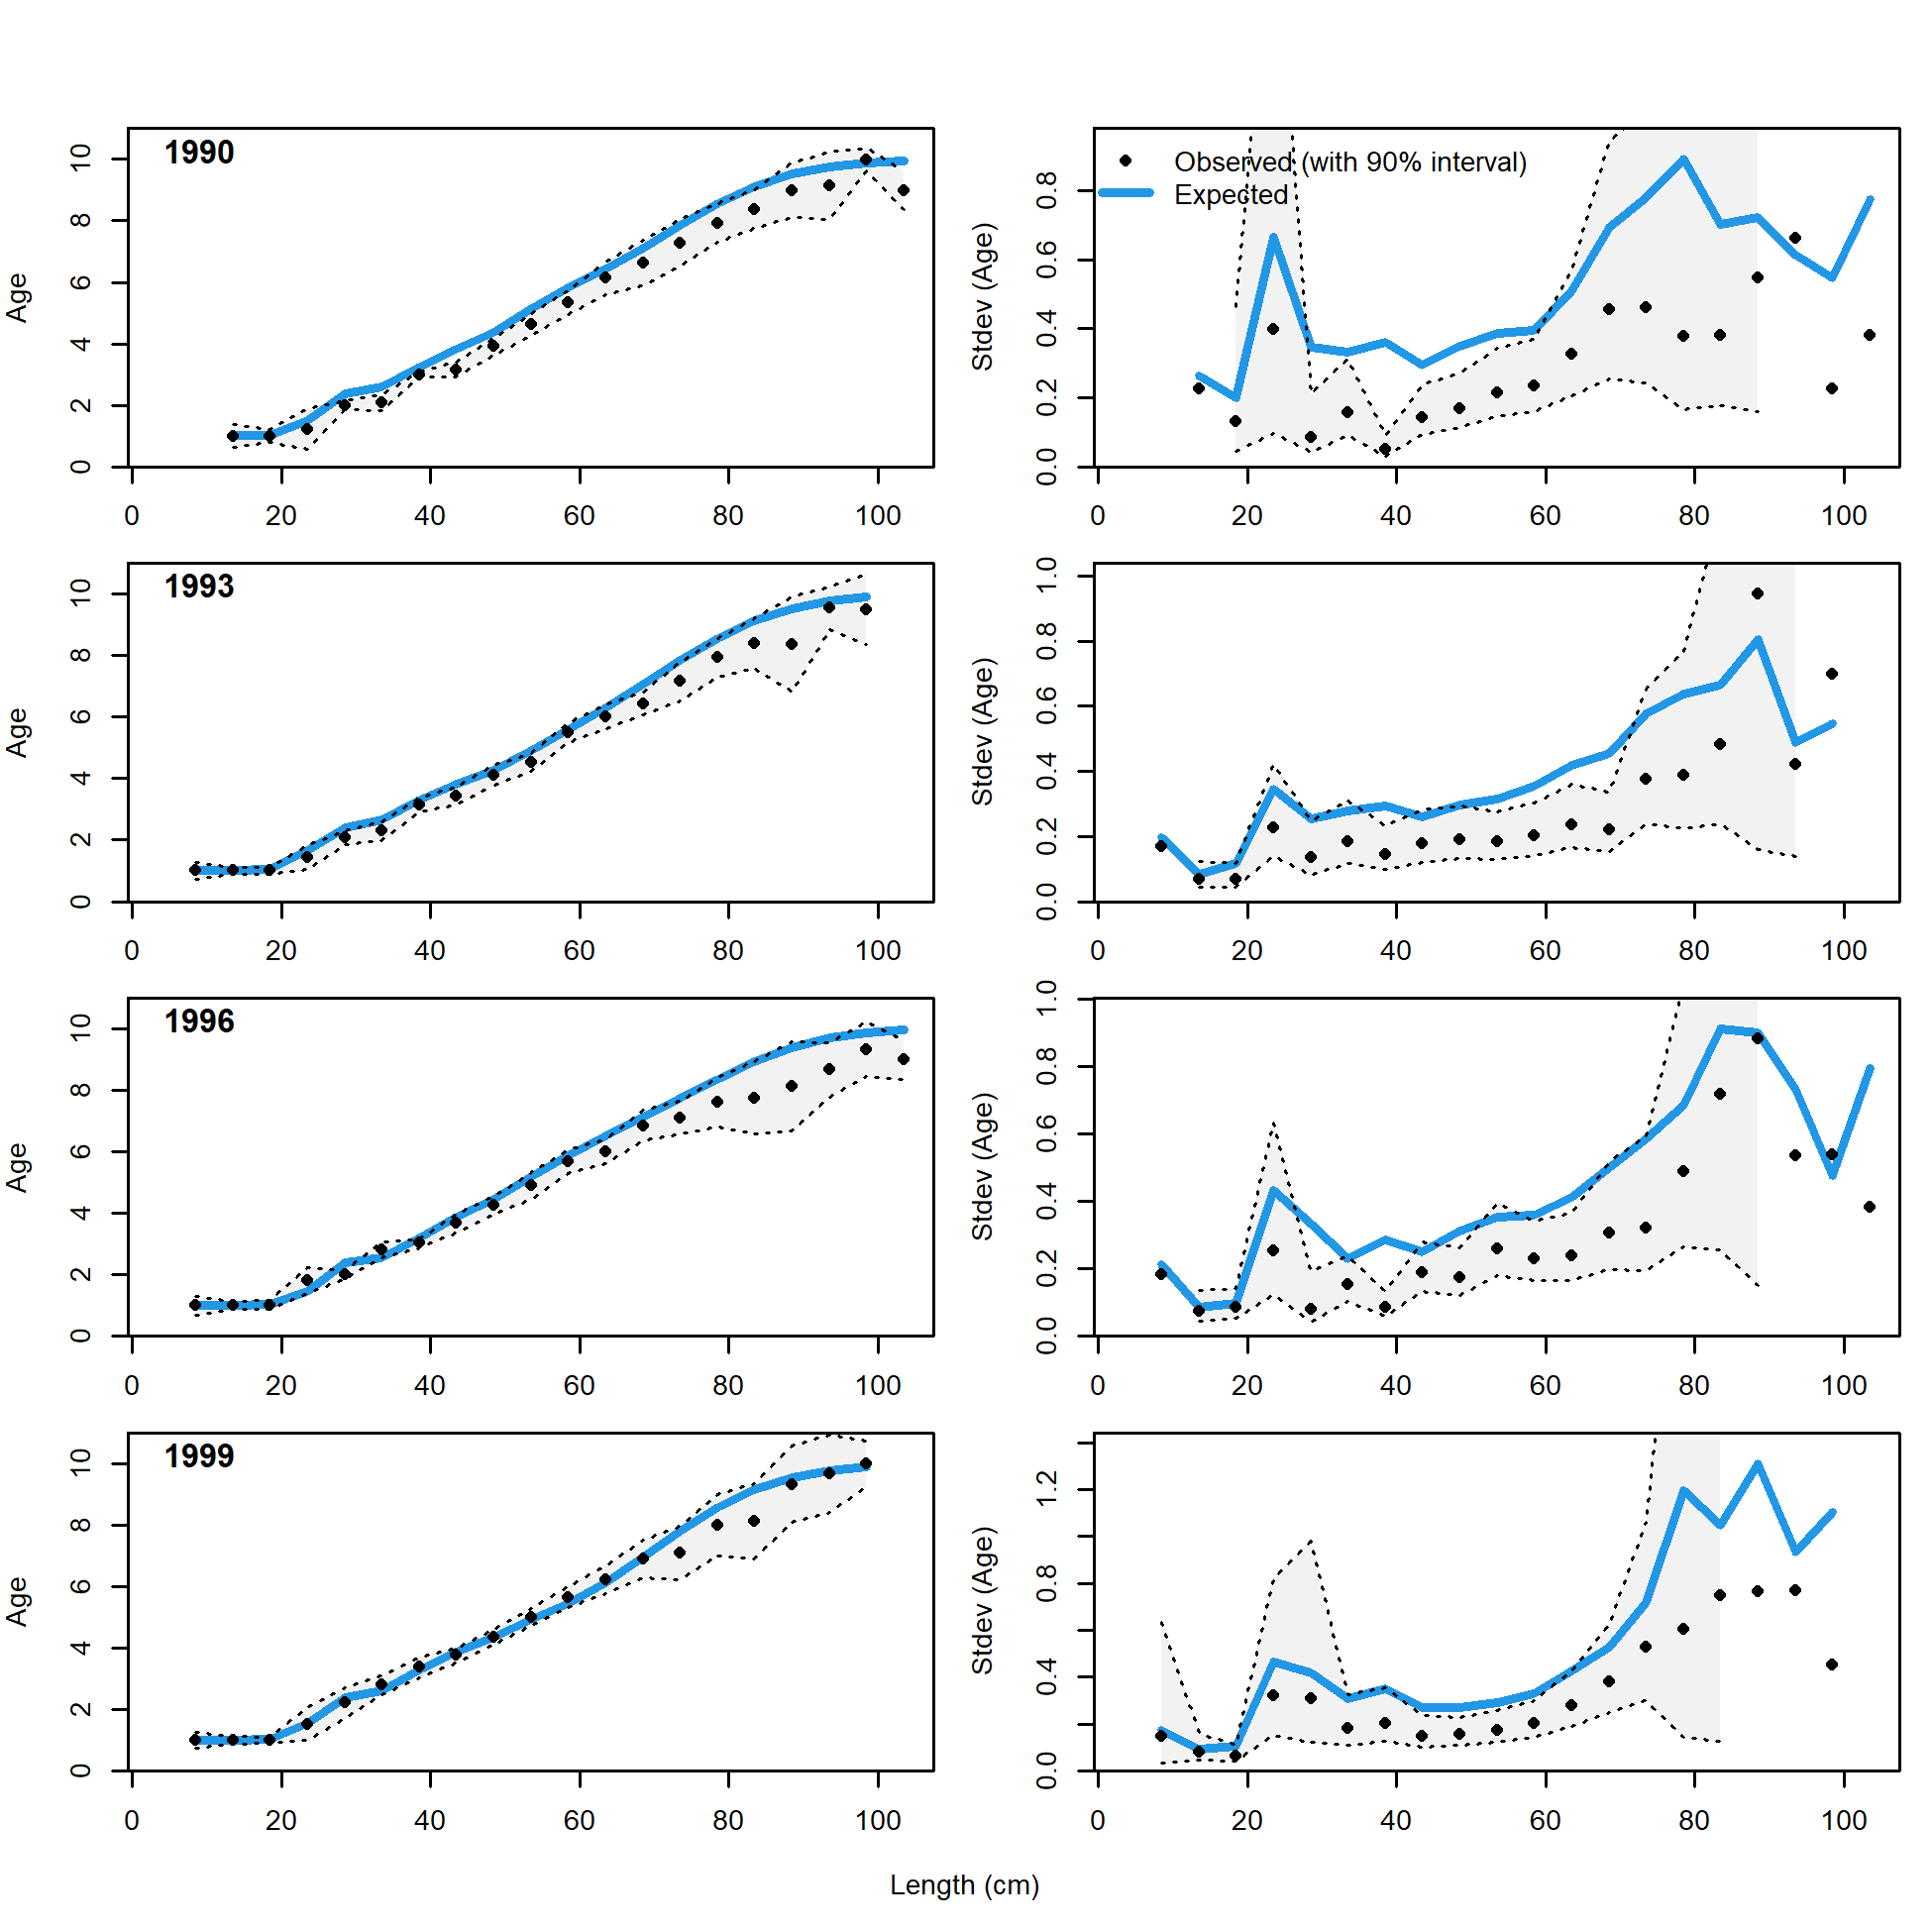 1990
Age
0 2 4 6 8 10
0 20 40 60 80 100
Observed (with 90% interval)
Expected
Stdev (Age)
0.0 0.2 0.4 0.6 0.8
0 20 40 60 80 100
1993
Age
0 2 4 6 8 10
0 20 40 60 80 100
Stdev (Age)
0.0 0.2 0.4 0.6 0.8 1.0
0 20 40 60 80 100
1996
Age
0 2 4 6 8 10
0 20 40 60 80 100
Stdev (Age)
0.0 0.2 0.4 0.6 0.8 1.0
0 20 40 60 80 100
1999
Age
0 2 4 6 8 10
0 20 40 60 80 100
Stdev (Age)
0.0 0.4 0.8 1.2
0 20 40 60 80 100
Length (cm)